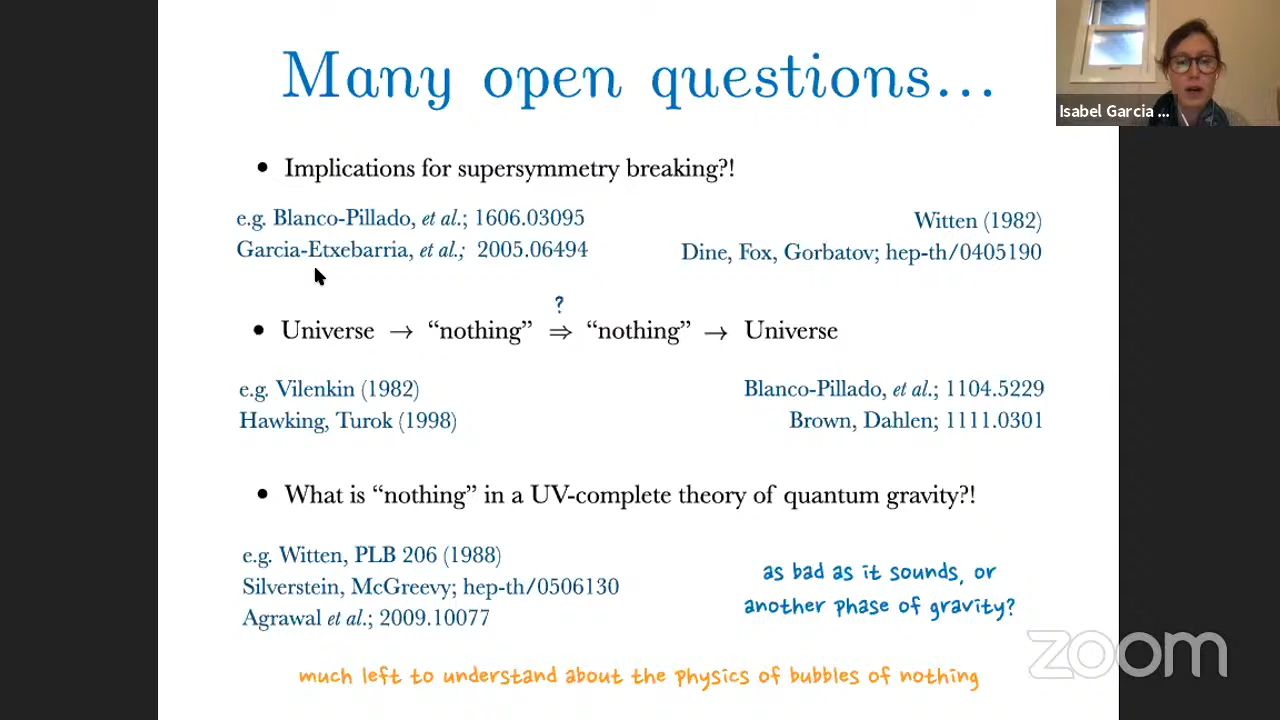 Many open questions...
Isabel Garcia ...
• Implications for supersymmetry breaking?!
e.g. Blanco-Pillado, et al.; 1606.03095
Garcia-Etxebarria, et al.; 2005.06494
Witten (1982)
Dine, Fox, Gorbatov; hep-th/0405190
?
• Universe → “nothing” ⇒ “nothing” → Universe
e.g. Vilenkin (1982)
Hawking, Turok (1998)
Blanco-Pillado, et al.; 1104.5229
Brown, Dahlen; 1111.0301
• What is “nothing” in a UV-complete theory of quantum gravity?!
e.g. Witten, PLB 206 (1988)
Silverstein, McGreevy; hep-th/0506130
Agrawal et al.; 2009.10077
as bad as it sounds, or
another phase of gravity?
zoom
much left to understand about the physics of bubbles of nothing